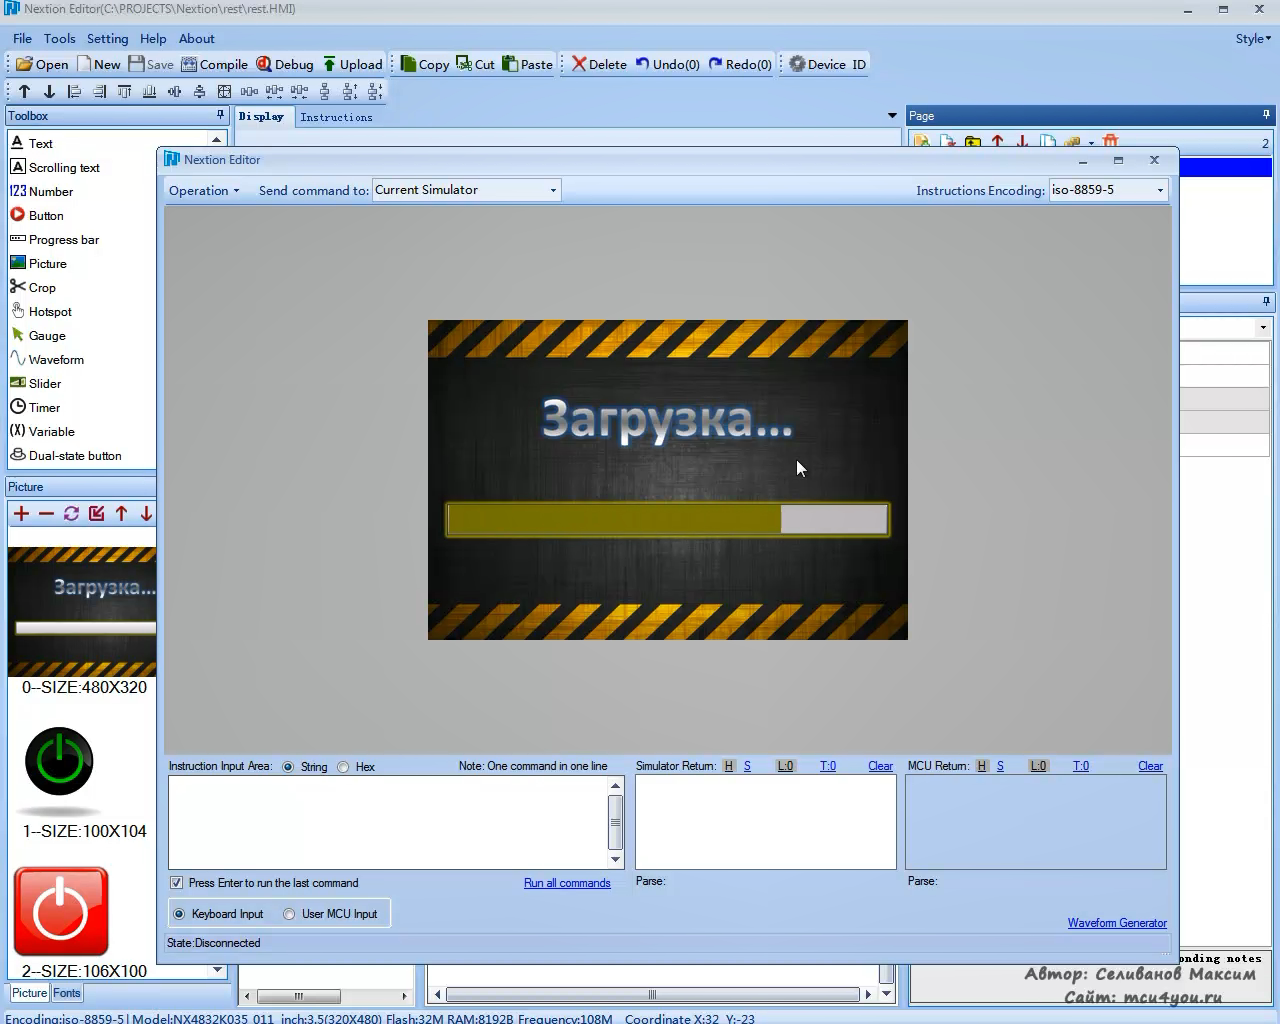 Nextion Editor(C:\PROJECTS\Nextion\rest\rest.HMI)
File Tools Setting Help About Style
Open New Save Compile Debug Upload Copy Cut Paste Delete Undo(0) Redo(0) Device ID
Toolbox
Display Instructions
Page
2
Text
Scrolling text
123 Number
Button
Progress bar
Picture
Crop
Hotspot
Gauge
Waveform
Slider
Timer
(X) Variable
Dual-state button
Picture
Загрузка...
0--SIZE:480X320
1--SIZE:100X104
2--SIZE:106X100
Picture Fonts
Nextion Editor
Operation Send command to: Current Simulator Instructions Encoding: iso-8859-5
Загрузка...
Instruction Input Area: String Hex Note: One command in one line
Simulator Return: H S L:0 T:0 Clear
MCU Return: H S L:0 T:0 Clear
Press Enter to run the last command Run all commands
Parse:
Parse:
Keyboard Input User MCU Input
Waveform Generator
State:Disconnected
onding notes
Автор: Селиванов Максим
Сайт: mcu4you.ru
Encoding:iso-8859-5 Model:NX4832K035_011 inch:3.5(320X480) Flash:32M RAM:8192B Frequency:108M Coordinate X:32 Y:-23